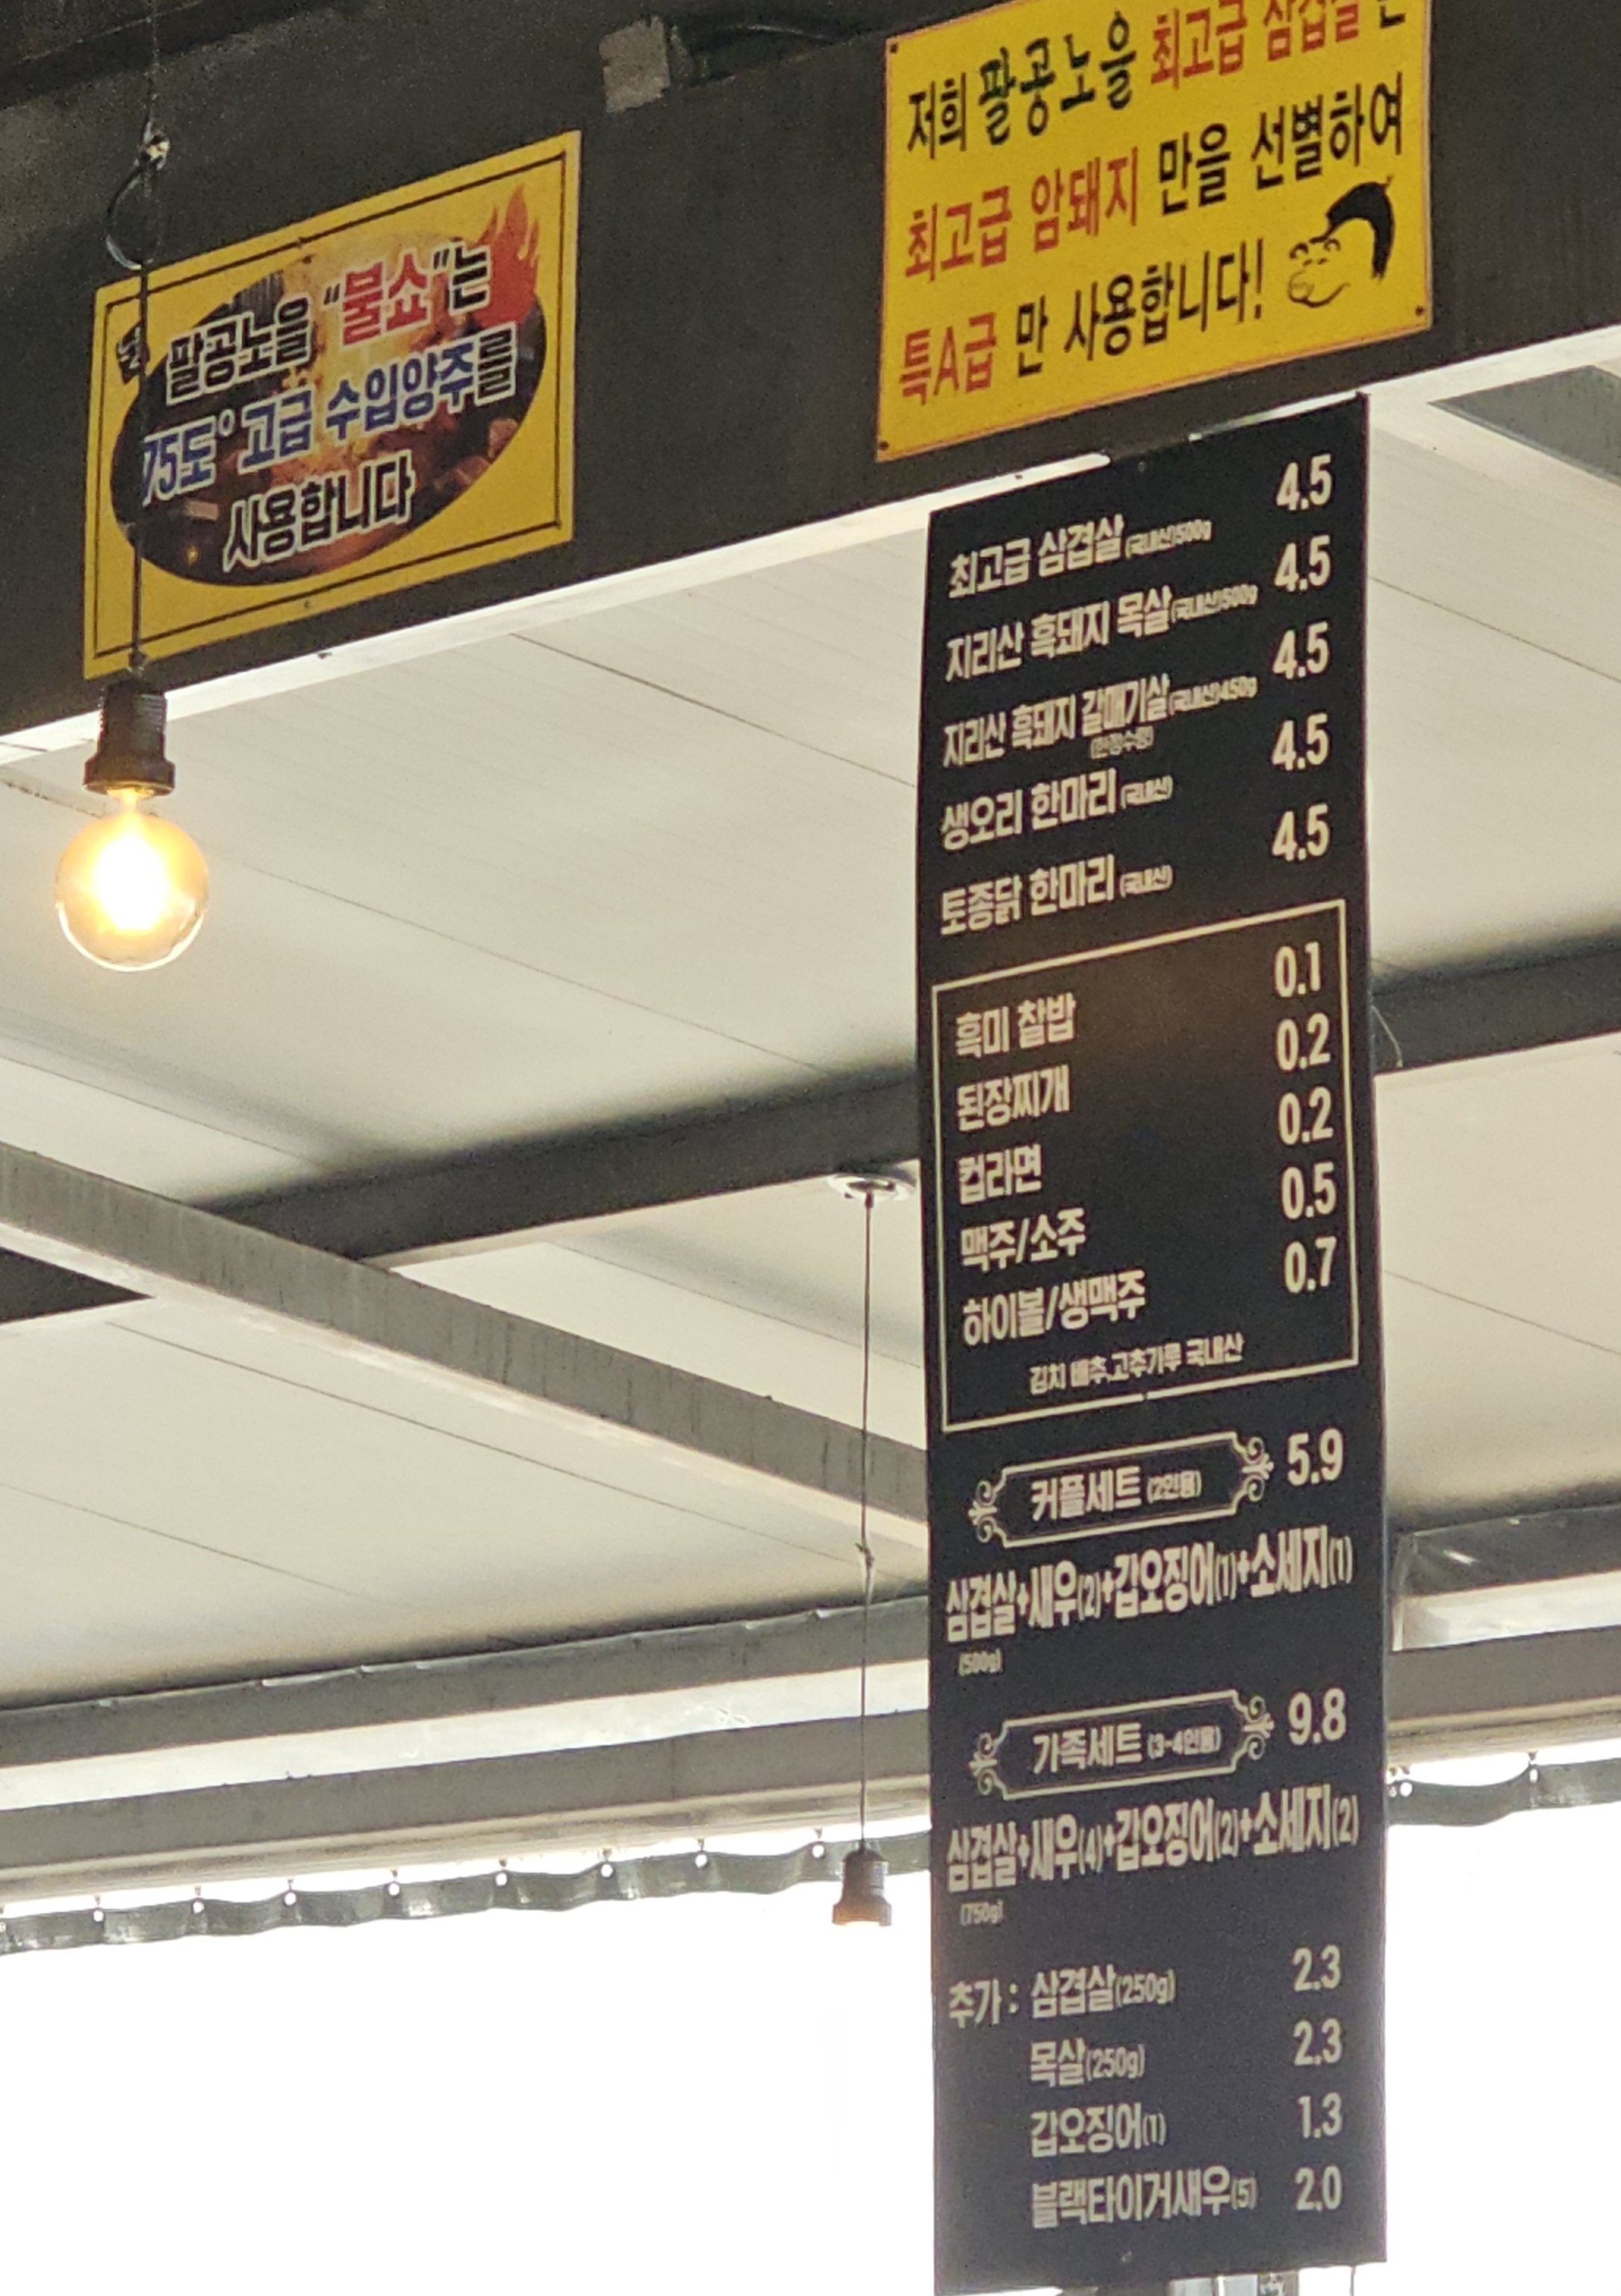 팔공노을 "불쇼"는
75도° 고급 수입양주를
사용합니다
저희 팔공노을 최고급 삼겹살은
최고급 암돼지 만을 선별하여
특A급 만 사용합니다!
최고급 삼겹살 (국내산)500g 4.5
지리산 흑돼지 목살 (국내산)500g 4.5
지리산 흑돼지 갈매기살 (국내산)450g 4.5
(한정수량)
생오리 한마리 (국내산) 4.5
토종닭 한마리 (국내산) 4.5
흑미 찰밥 0.1
된장찌개 0.2
컵라면 0.2
맥주/소주 0.5
하이볼/생맥주 0.7
김치 배추,고추가루 국내산
커플세트 (2인용) 5.9
삼겹살+새우(2)+갑오징어(1)+소세지(1)
(500g)
가족세트 (3-4인용) 9.8
삼겹살+새우(4)+갑오징어(2)+소세지(2)
(750g)
추가 : 삼겹살(250g) 2.3
목살(250g) 2.3
갑오징어(1) 1.3
블랙타이거새우(5) 2.0